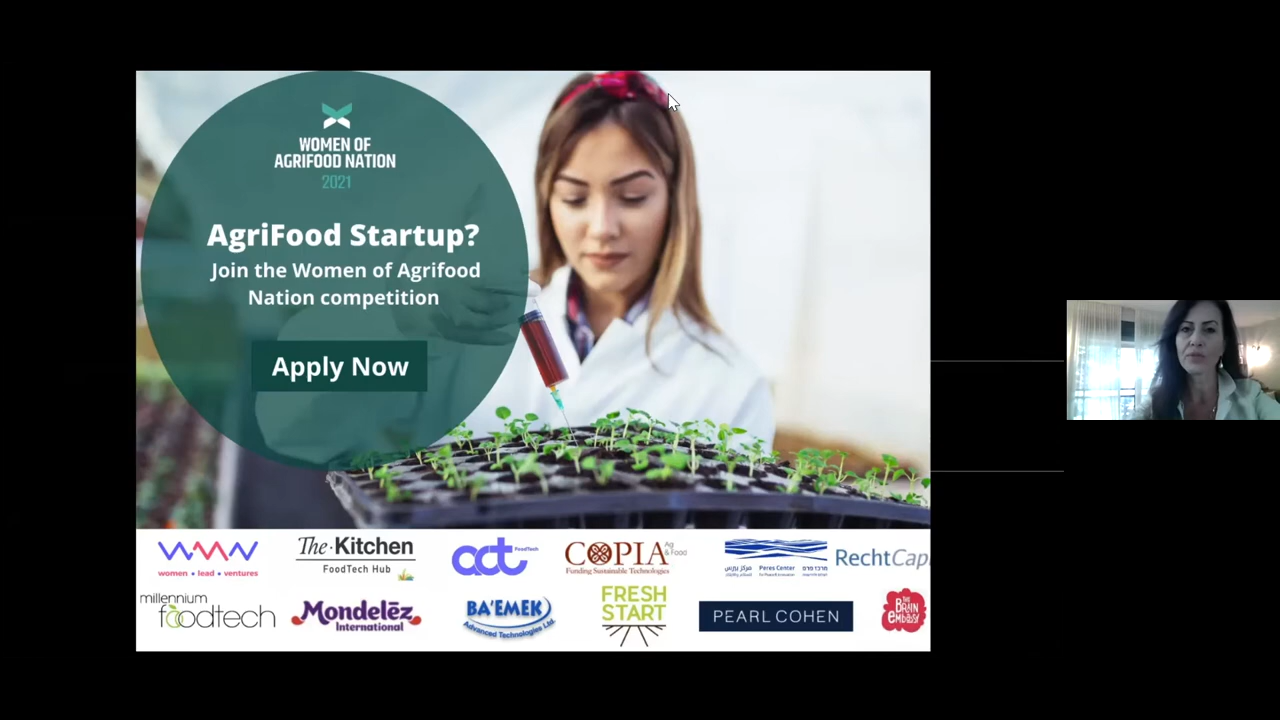 WOMEN OF
AGRIFOOD NATION
2021
AgriFood Startup?
Join the Women of Agrifood
Nation competition
Apply Now
women • lead • ventures
The•Kitchen
FoodTech Hub
act FoodTech
COPIA Ag & Food
Funding Sustainable Technologies
Peres Center
RechtCap
millennium
foodtech
Mondelēz
International
BA'EMEK
Advanced Technologies Ltd.
FRESH
START
PEARL COHEN
THE
BRAIN
EMBASSY